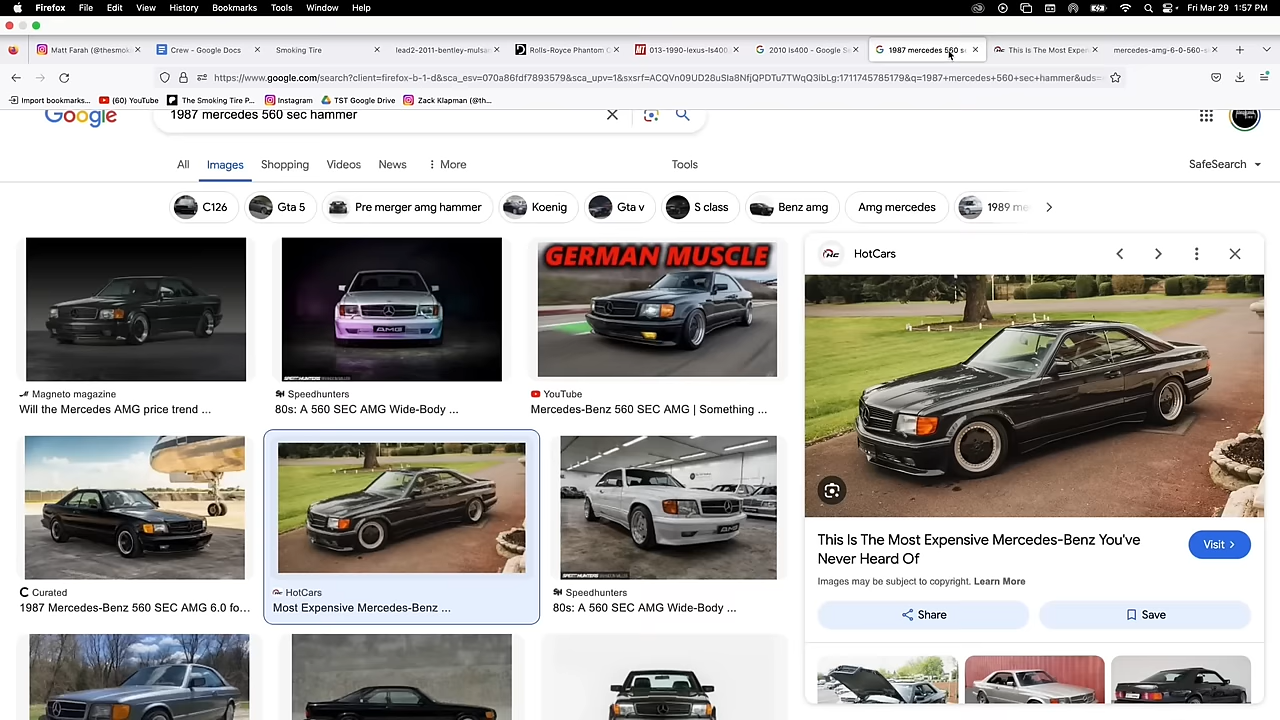 Firefox File Edit View History Bookmarks Tools Window Help Fri Mar 29 1:57 PM
Matt Farah (@thesmok Crew - Google Docs Smoking Tire lead2-2011-bentley-mulsa Rolls-Royce Phantom 013-1990-lexus-ls400 2010 is400 - Google S 1987 mercedes 560 s This Is The Most Expen mercedes-amg-6-0-560-s
https://www.google.com/search?client=firefox-b-1-d&sca_esv=070a86fdf7893579&sca_upv=1&sxsrf=ACQVn09UD28uSIa8NfjQPDTu7TWqQ3lbLg:1711745785179&q=1987+mercedes+560+sec+hammer&uds=
Import bookmarks... (60) YouTube The Smoking Tire P... Instagram TST Google Drive Zack Klapman (@th...
Google 1987 mercedes 560 sec hammer
All Images Shopping Videos News More Tools SafeSearch
C126 Gta 5 Pre merger amg hammer Koenig Gta v S class Benz amg Amg mercedes 1989 me
HotCars
GERMAN MUSCLE
AMG
Magneto magazine
Will the Mercedes AMG price trend ...
Speedhunters
80s: A 560 SEC AMG Wide-Body ...
YouTube
Mercedes-Benz 560 SEC AMG | Something ...
AMG
Curated
1987 Mercedes-Benz 560 SEC AMG 6.0 fo...
HotCars
Most Expensive Mercedes-Benz ...
Speedhunters
80s: A 560 SEC AMG Wide-Body ...
This Is The Most Expensive Mercedes-Benz You've
Never Heard Of
Visit
Images may be subject to copyright. Learn More
Share Save